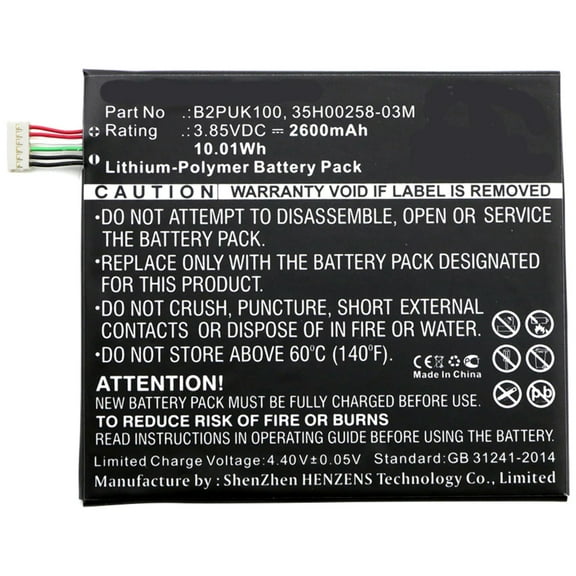 Part No :B2PUK100, 35H00258-03M
Rating :3.85VDC ⎓ 2600mAh
10.01Wh
Lithium-Polymer Battery Pack
CAUTION WARRANTY VOID IF LABEL IS REMOVED
•DO NOT ATTEMPT TO DISASSEMBLE, OPEN OR SERVICE
THE BATTERY PACK.
•REPLACE ONLY WITH THE BATTERY PACK DESIGNATED FOR
THIS PRODUCT.
•DO NOT CRUSH, PUNCTURE, SHORT EXTERNAL
CONTACTS OR DISPOSE OF IN FIRE OR WATER.
•DO NOT STORE ABOVE 60°C (140°F).
CE FC
Made In China
Pb
ATTENTION!
NEW BATTERY PACK MUST BE FULLY CHARGED BEFORE USE
TO REDUCE RISK OF FIRE OR BURNS
READ INSTRUCTIONS IN OPERATING GUIDE BEFORE USE
Limited Charge Voltage:4.40V±0.05V Standard:GB 31241-2014
Manufacture by : ShenZhen HENZENS Company Limited